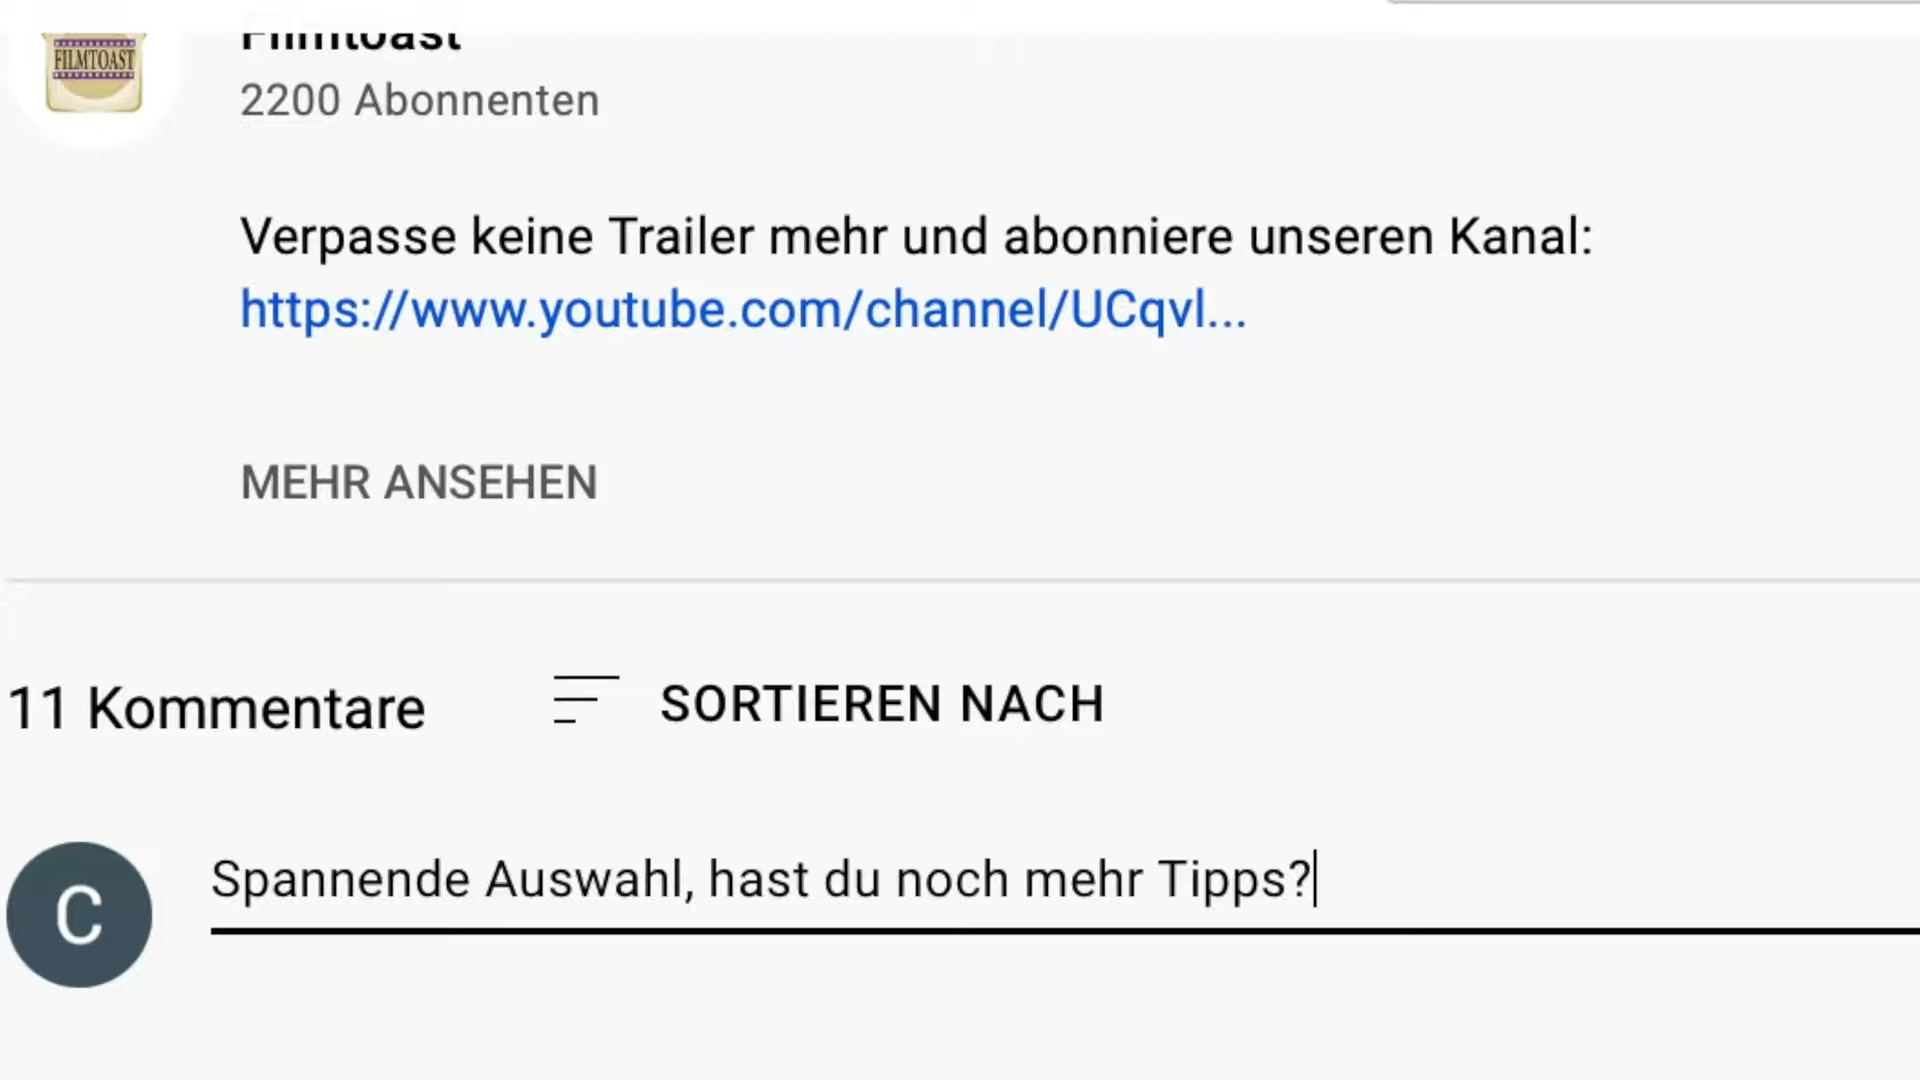 FILMTOAST
Filmtoast
2200 Abonnenten
Verpasse keine Trailer mehr und abonniere unseren Kanal:
https://www.youtube.com/channel/UCqvl...
MEHR ANSEHEN
11 Kommentare
SORTIEREN NACH
C
Spannende Auswahl, hast du noch mehr Tipps?